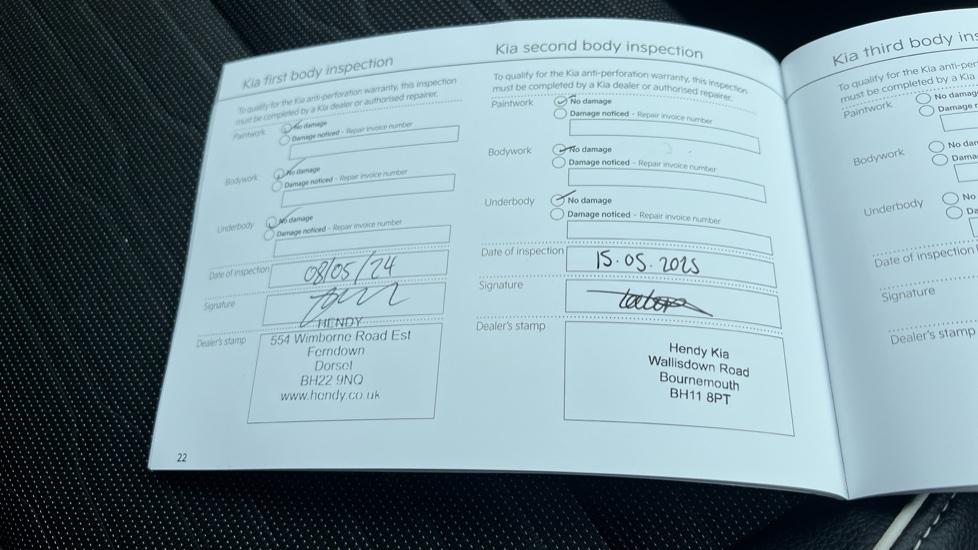 Kia first body inspection
To qualify for the Kia anti-perforation warranty, this inspection
must be completed by a Kia dealer or authorised repairer.
Paintwork
No damage
Damage noticed - Repair invoice number
Bodywork
No damage
Damage noticed - Repair invoice number
Underbody
No damage
Damage noticed - Repair invoice number
Date of inspection
08/05/24
Signature
Dealer's stamp
HENDY
554 Wimborne Road Est
Ferndown
Dorset
BH22 9NQ
www.hendy.co.uk
22
Kia second body inspection
To qualify for the Kia anti-perforation warranty, this inspection
must be completed by a Kia dealer or authorised repairer.
Paintwork
No damage
Damage noticed - Repair invoice number
Bodywork
No damage
Damage noticed - Repair invoice number
Underbody
No damage
Damage noticed - Repair invoice number
Date of inspection
15.05.2025
Signature
Dealer's stamp
Hendy Kia
Wallisdown Road
Bournemouth
BH11 8PT
Kia third body ins
To qualify for the Kia anti-per
must be completed by a Kia
Paintwork
No damag
Damage n
Bodywork
No dam
Dama
Underbody
No
Da
Date of inspection
Signature
Dealer's stamp